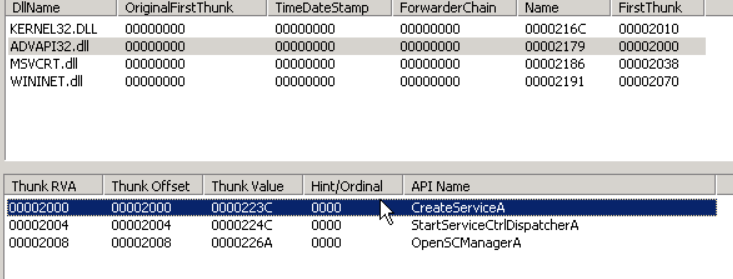 DllName OriginalFirstThunk TimeDateStamp ForwarderChain Name FirstThunk
KERNEL32.DLL 00000000 00000000 00000000 0000216C 00002010
ADVAPI32.dll 00000000 00000000 00000000 00002179 00002000
MSVCRT.dll 00000000 00000000 00000000 00002186 00002038
WININET.dll 00000000 00000000 00000000 00002191 00002070
Thunk RVA Thunk Offset Thunk Value Hint/Ordinal API Name
00002000 00002000 0000223C 0000 CreateServiceA
00002004 00002004 0000224C 0000 StartServiceCtrlDispatcherA
00002008 00002008 0000226A 0000 OpenSCManagerA